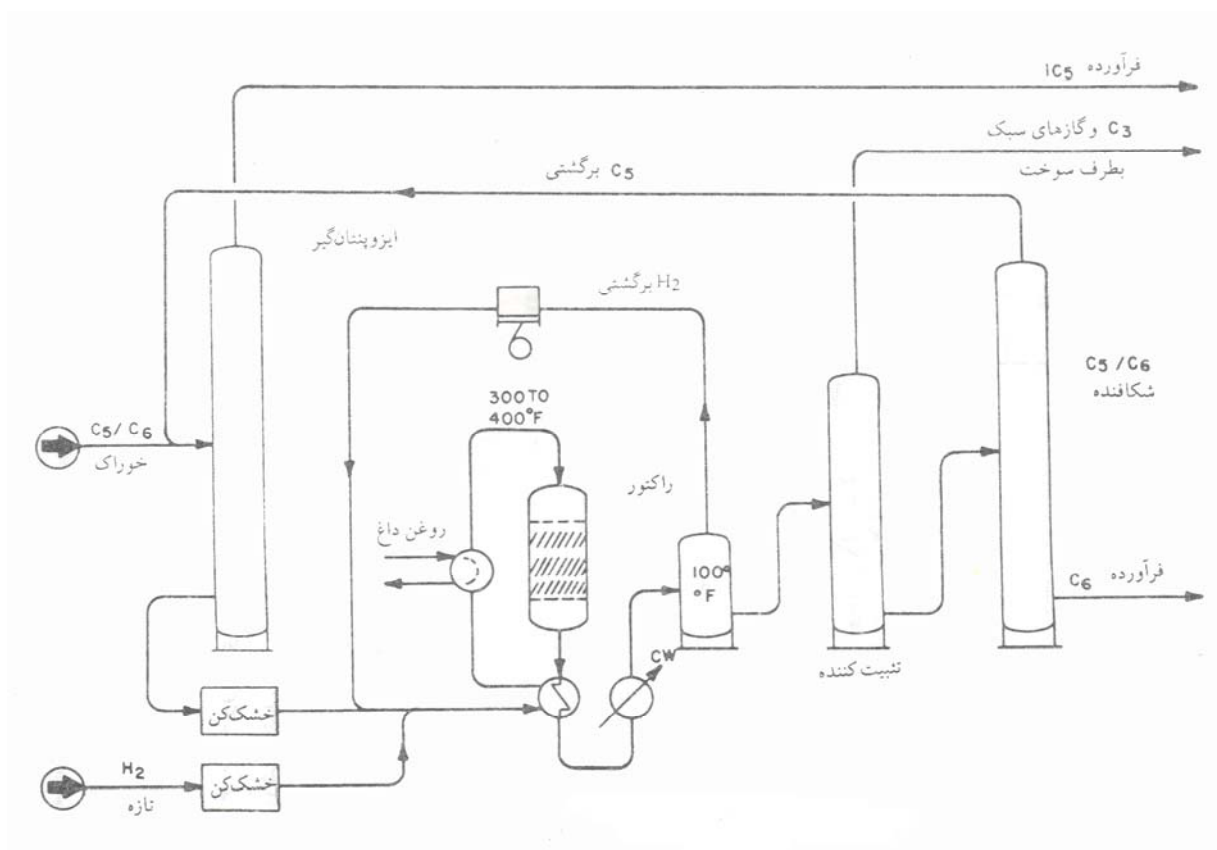 iC5 فرآورده
C3 و گازهای سبک
بطرف سوخت
C5 برگشتی
ایزوپنتان‌گیر
H2 برگشتی
C5 / C6
شکافنده
300 TO
400°F
C5 / C6
خوراک
راکتور
روغن داغ
100°
°F
C6 فرآورده
CW
تثبیت کننده
خشک‌کن
H2
تازه
خشک‌کن